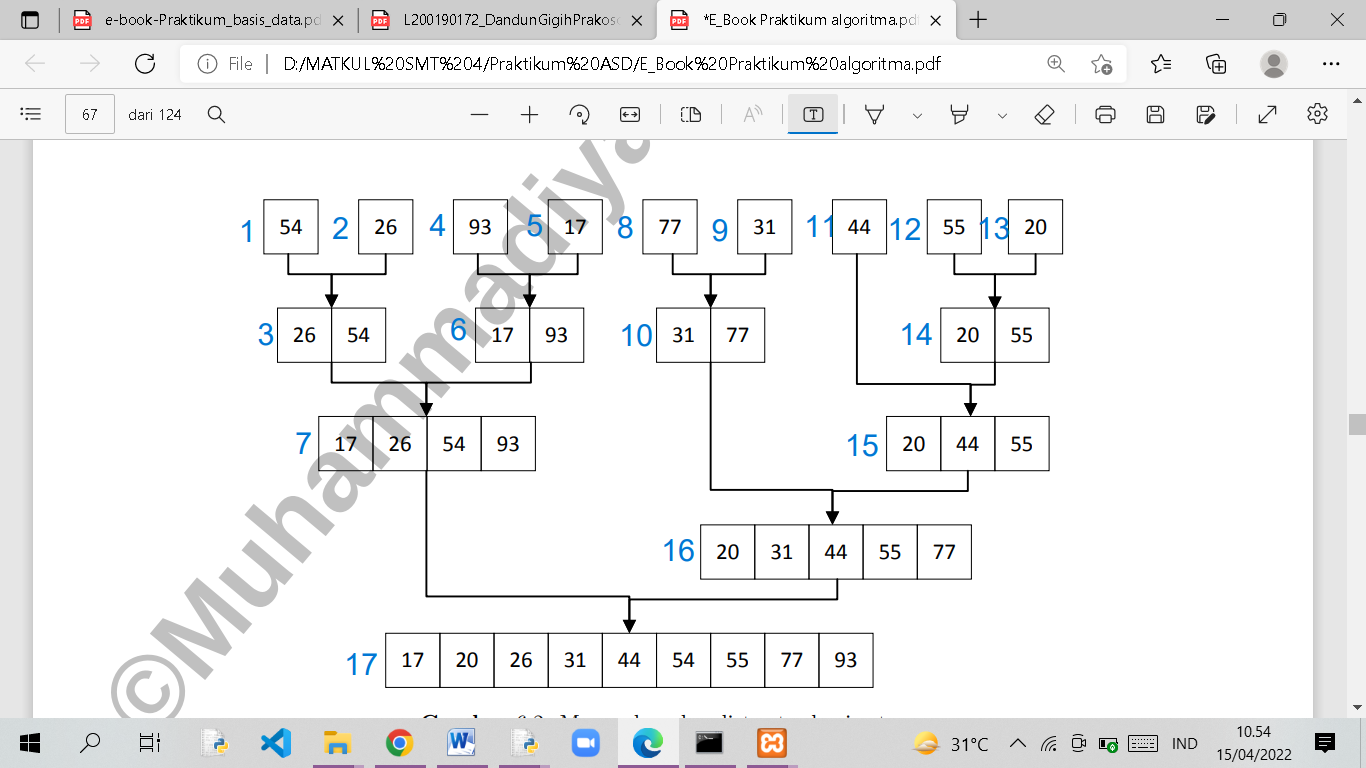 e-book-Praktikum_basis_data.pd
L200190172_DandunGigihPrakoso
*E_Book Praktikum algoritma.pd
File
D:/MATKUL%20SMT%204/Praktikum%20ASD/E_Book%20Praktikum%20algoritma.pdf
67 dari 124
©Muhammadiya
1 54 2 26 4 93 5 17 8 77 9 31 11 44 12 55 13 20
3 26 54 6 17 93 10 31 77 14 20 55
7 17 26 54 93 15 20 44 55
16 20 31 44 55 77
17 17 20 26 31 44 54 55 77 93
31°C
IND
10.54
15/04/2022